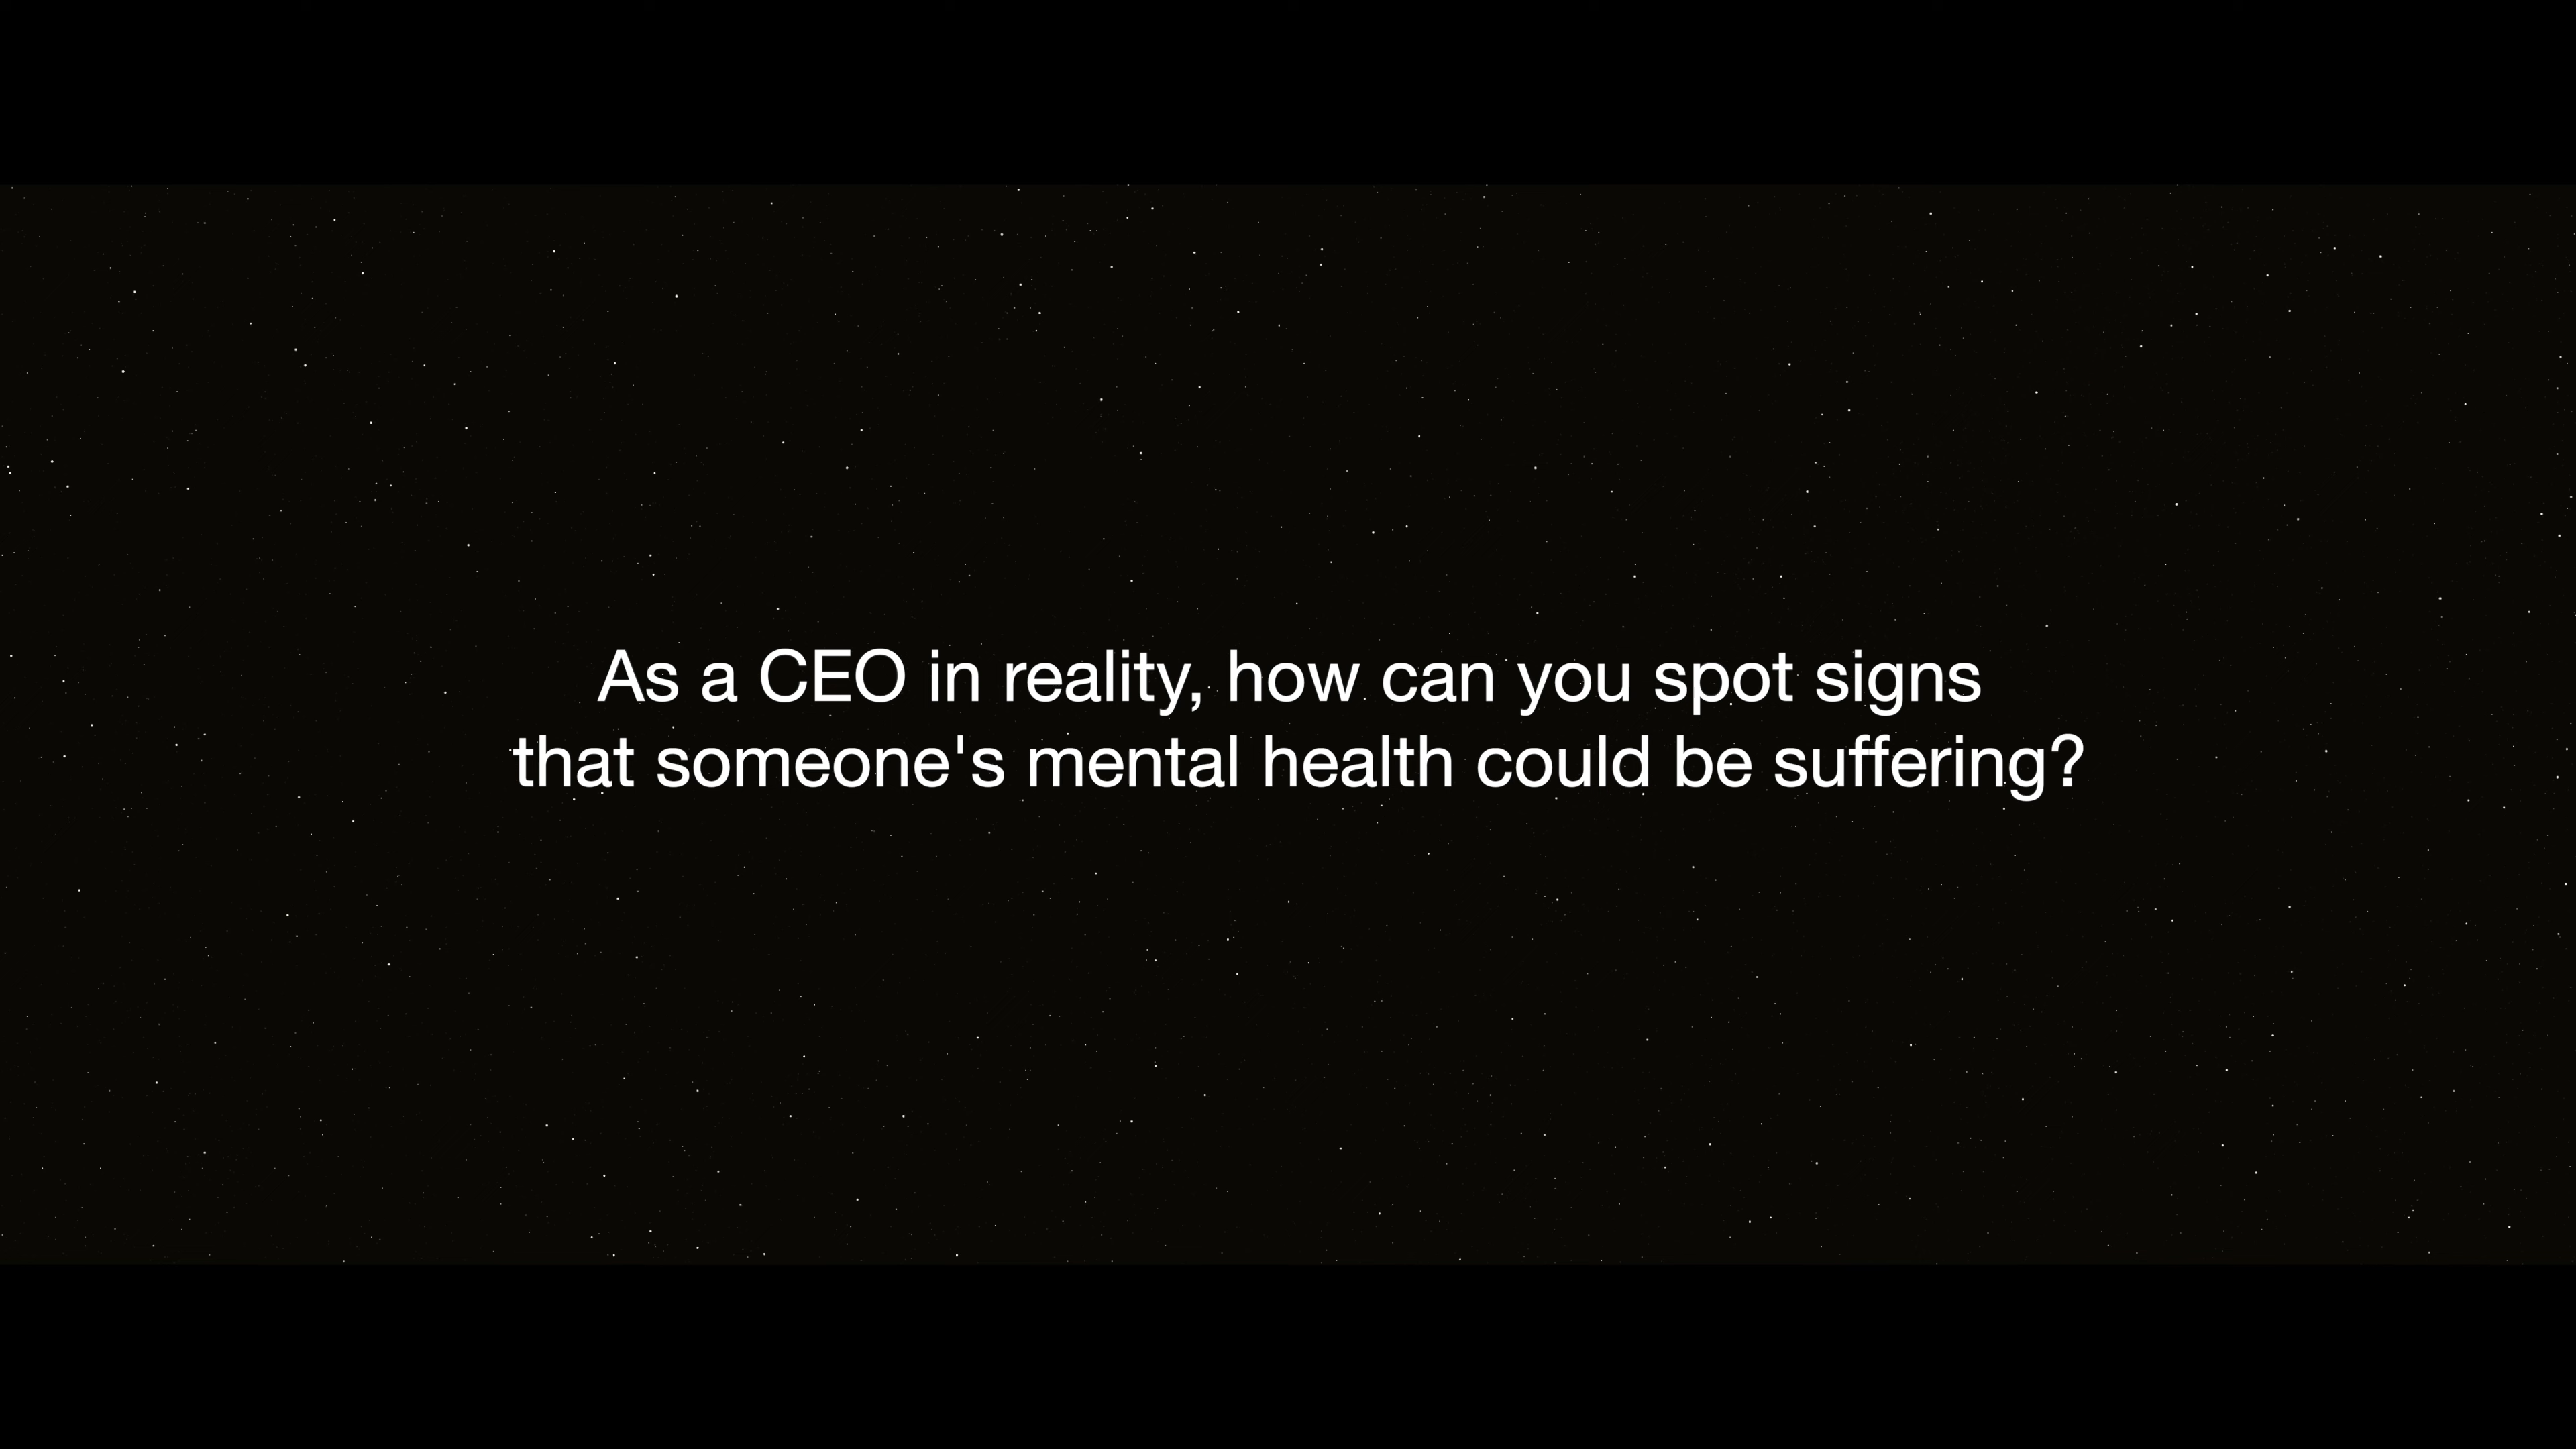 As a CEO in reality, how can you spot signs
that someone's mental health could be suffering?